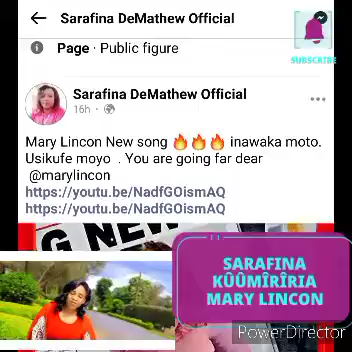 Sarafina DeMathew Official
SUBSCRIBE
Page · Public figure
Sarafina DeMathew Official
16h ·
Mary Lincon New song 🔥🔥🔥 inawaka moto.
Usikufe moyo . You are going far dear
@marylincon
https://youtu.be/NadfGOismAQ
https://youtu.be/NadfGOismAQ
G NEW
SARAFINA
KŨŨMĨRĨRIA
MARY LINCON
PowerDirector